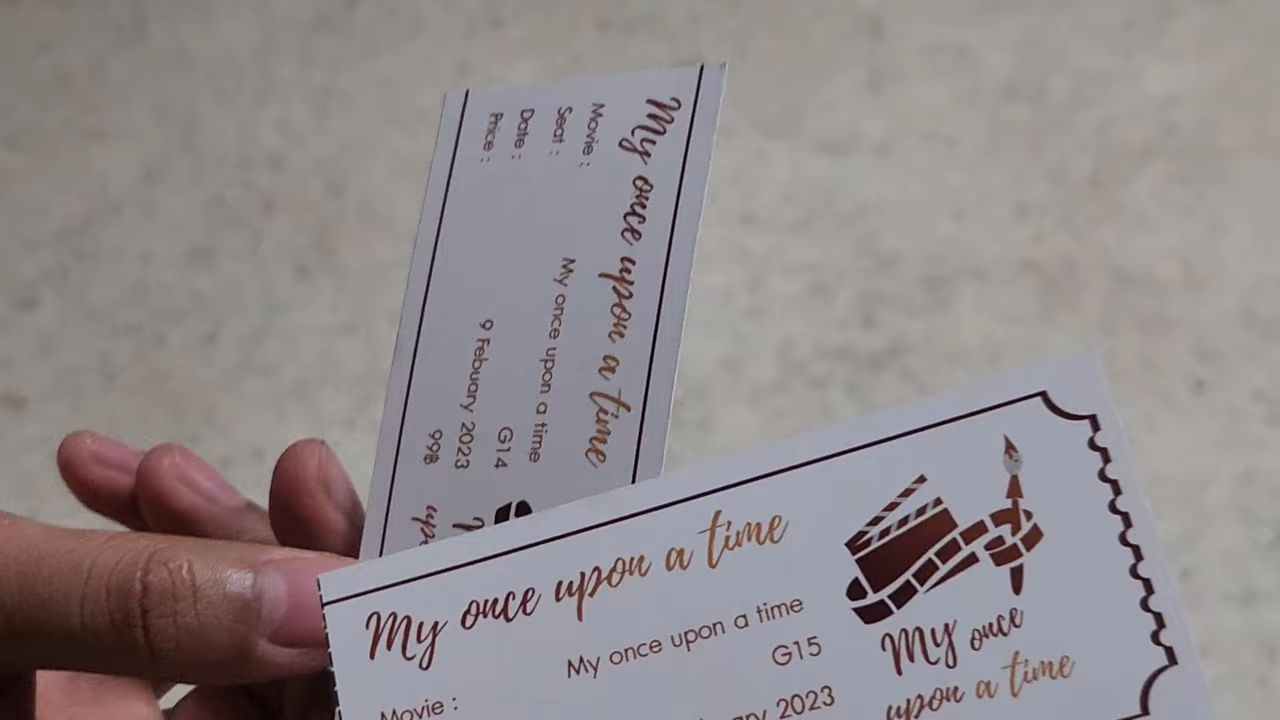 My once upon a time
Movie :
My once upon a time
Seat :
G14
Date :
9 Febuary 2023
Price :
99฿
My once upon a time
Movie :
My once upon a time
G15
2023
My once
upon a time